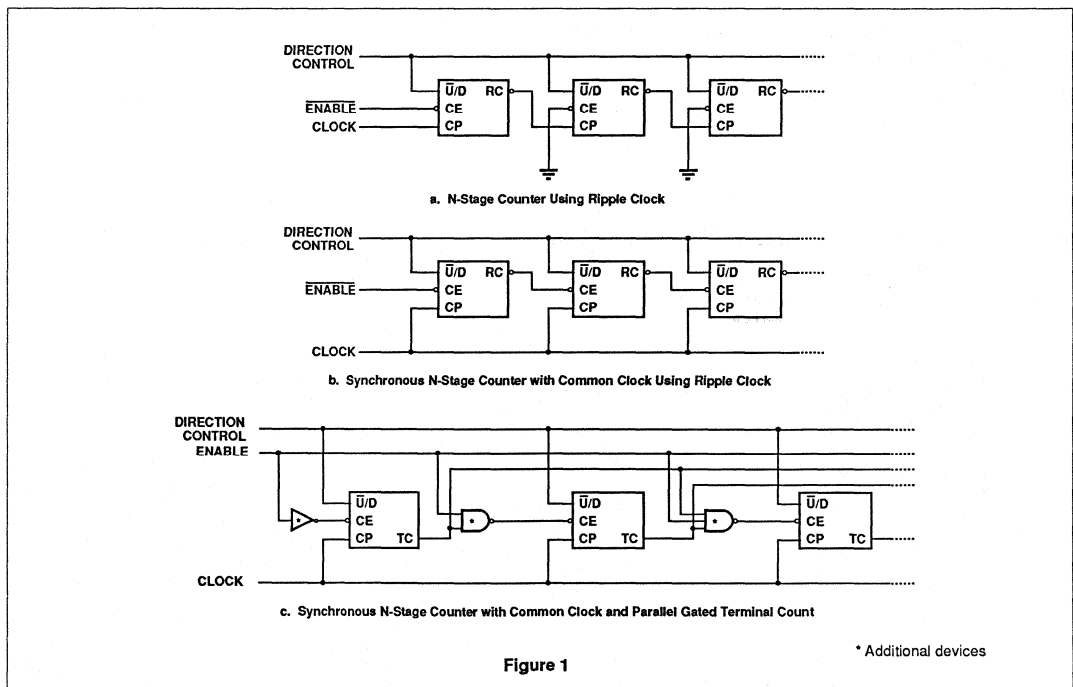 DIRECTION
CONTROL
U̅/D RC
U̅/D RC
U̅/D RC
E̅N̅A̅B̅L̅E̅
CE
CE
CE
CLOCK
CP
CP
CP
a. N-Stage Counter Using Ripple Clock
DIRECTION
CONTROL
U̅/D RC
U̅/D RC
U̅/D RC
E̅N̅A̅B̅L̅E̅
CE
CE
CE
CP
CP
CP
CLOCK
b. Synchronous N-Stage Counter with Common Clock Using Ripple Clock
DIRECTION
CONTROL
ENABLE
U̅/D
U̅/D
U̅/D
*
CE
*
CE
*
CE
CP TC
CP TC
CP TC
CLOCK
c. Synchronous N-Stage Counter with Common Clock and Parallel Gated Terminal Count
* Additional devices
Figure 1